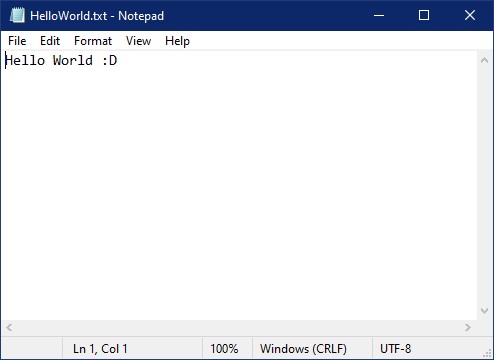 HelloWorld.txt - Notepad
File Edit Format View Help
Hello World :D
Ln 1, Col 1 100% Windows (CRLF) UTF-8